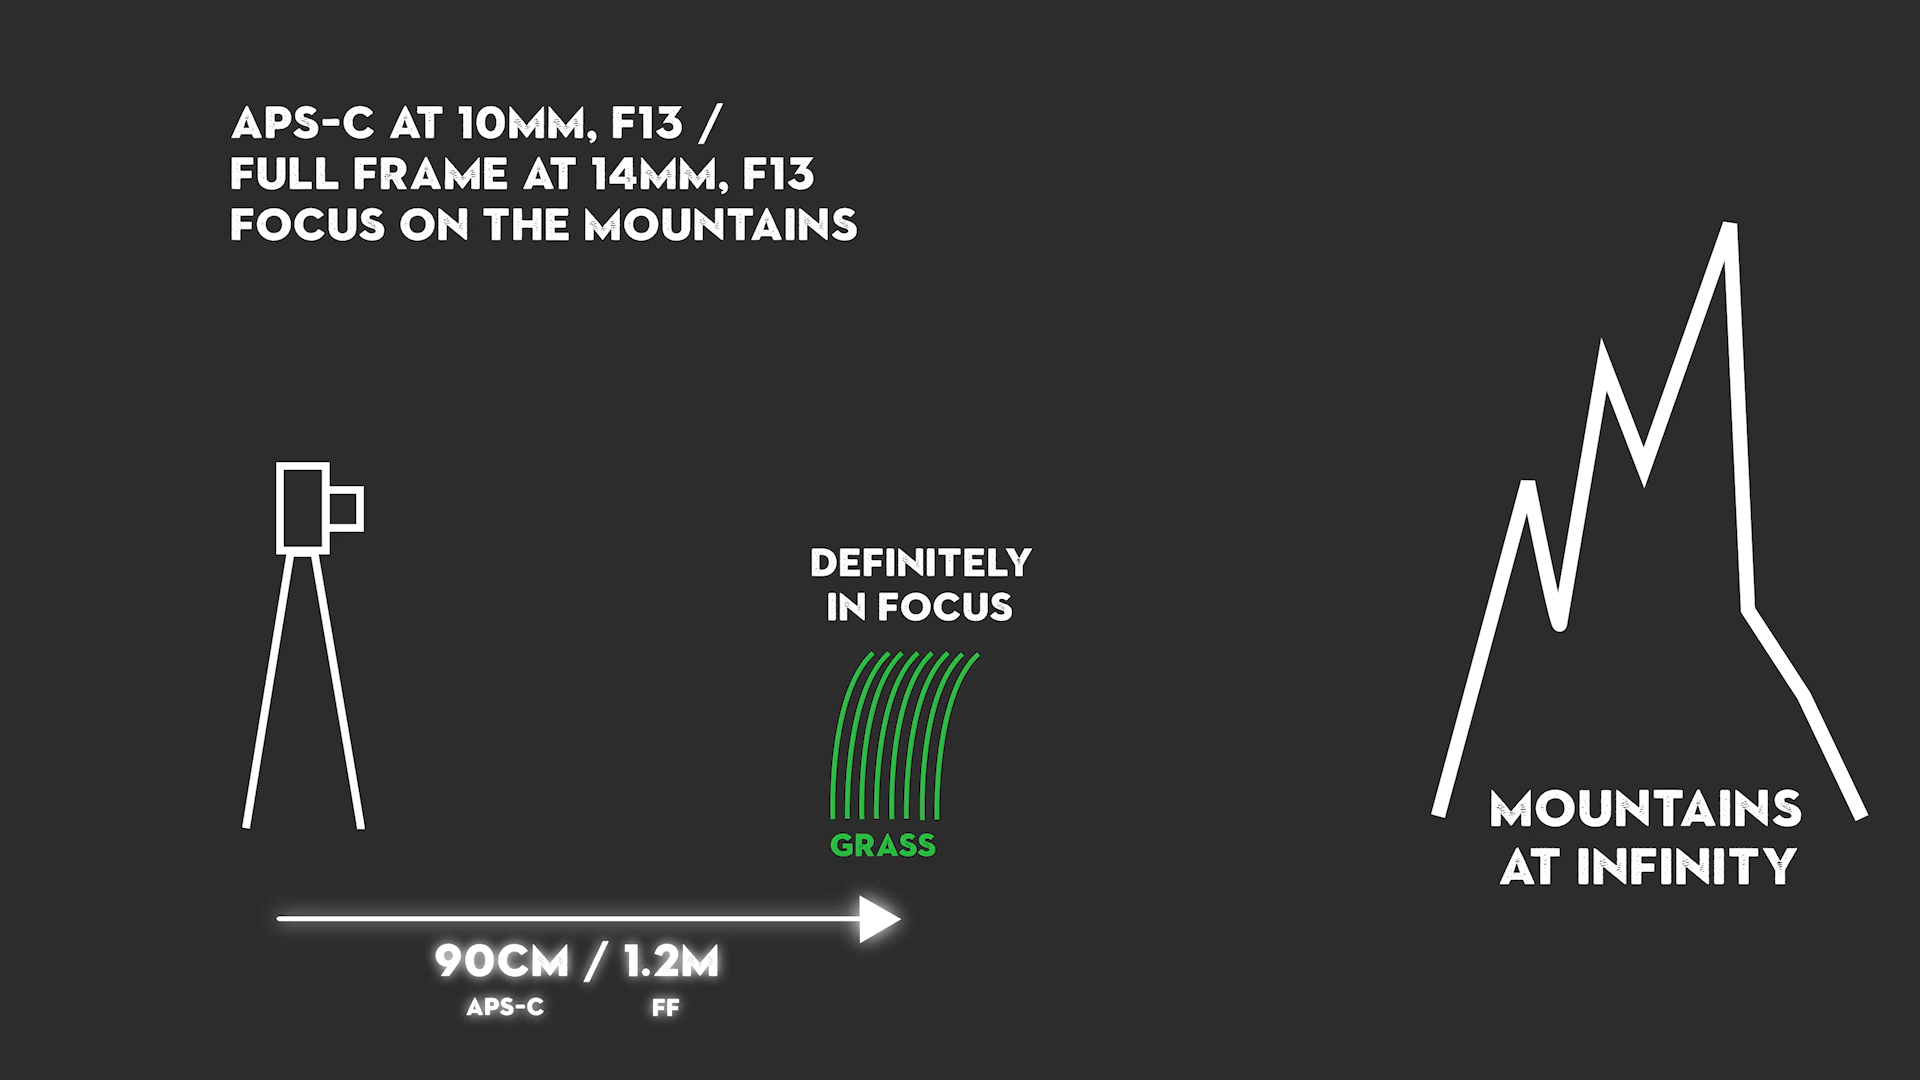 APS-C AT 10MM, F13 /
FULL FRAME AT 14MM, F13
FOCUS ON THE MOUNTAINS
DEFINITELY
IN FOCUS
GRASS
MOUNTAINS
AT INFINITY
90CM / 1.2M
APS-C FF